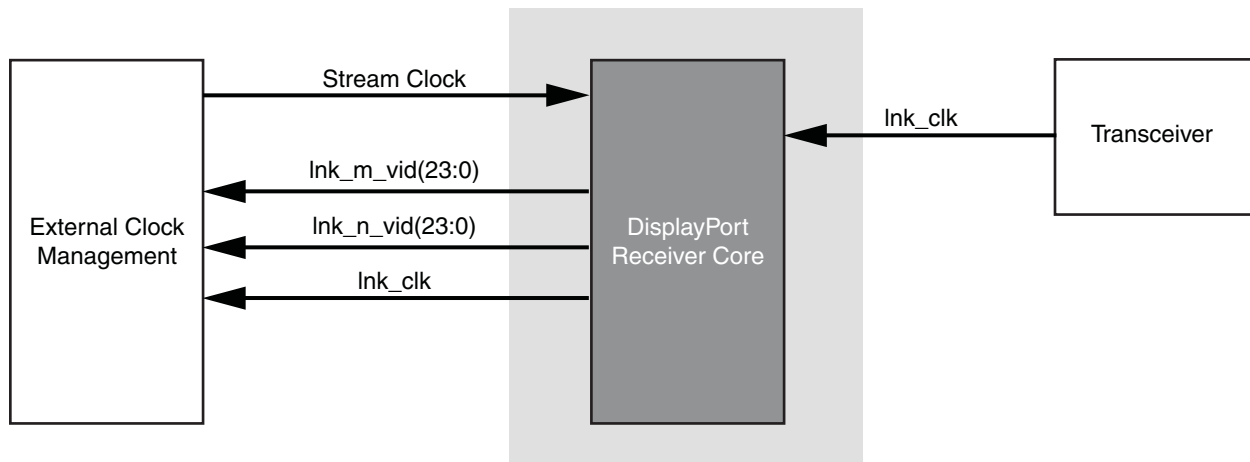 Stream Clock
lnk_m_vid(23:0)
lnk_n_vid(23:0)
lnk_clk
External Clock
Management
DisplayPort
Receiver Core
lnk_clk
Transceiver